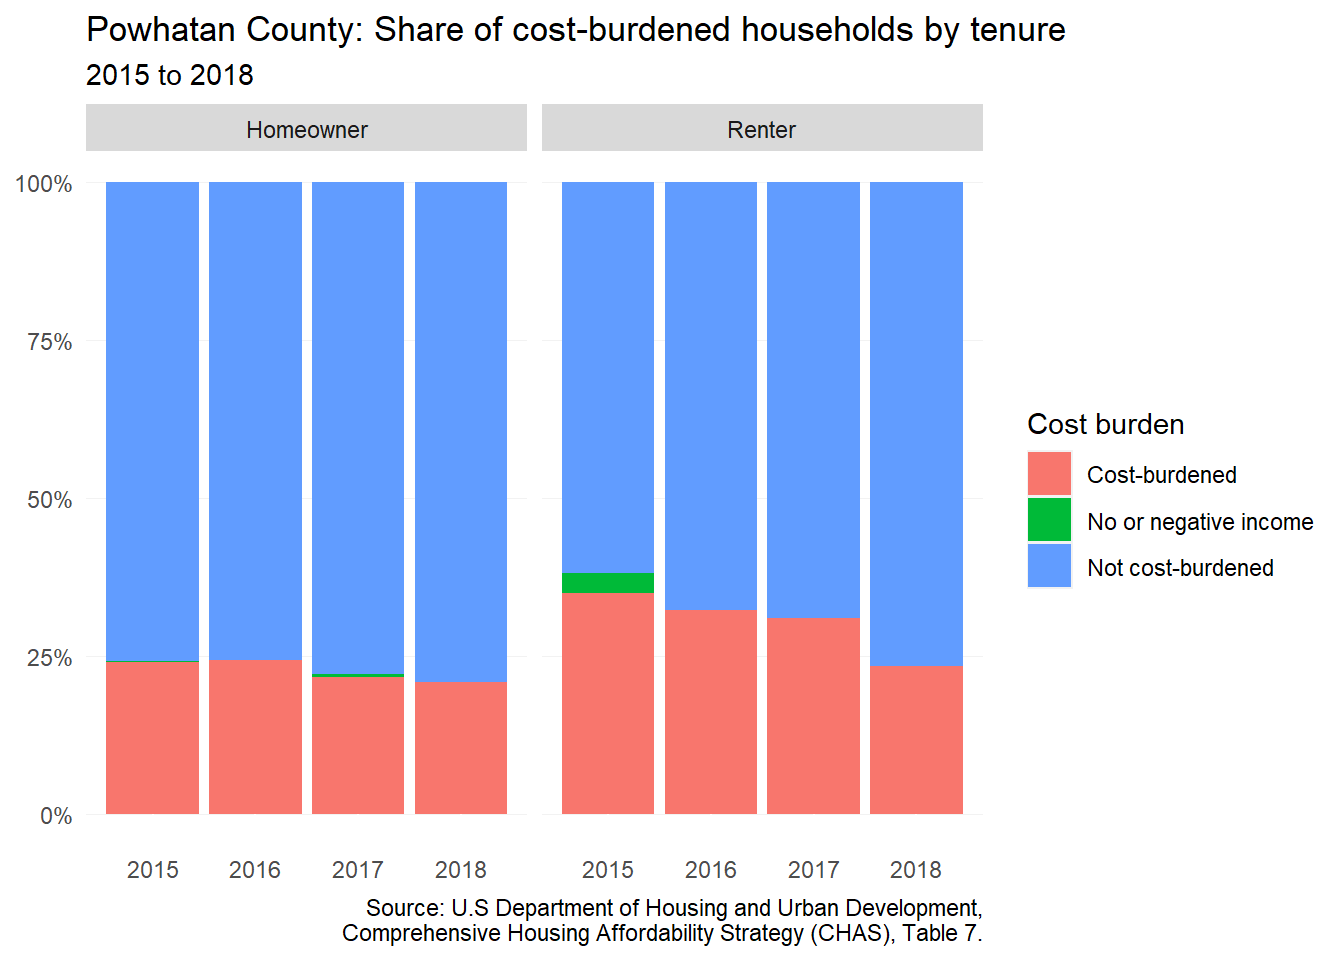 Powhatan County: Share of cost-burdened households by tenure
2015 to 2018
Homeowner
Renter
100%
75%
50%
25%
0%
2015 2016 2017 2018
2015 2016 2017 2018
Cost burden
Cost-burdened
No or negative income
Not cost-burdened
Source: U.S Department of Housing and Urban Development,
Comprehensive Housing Affordability Strategy (CHAS), Table 7.